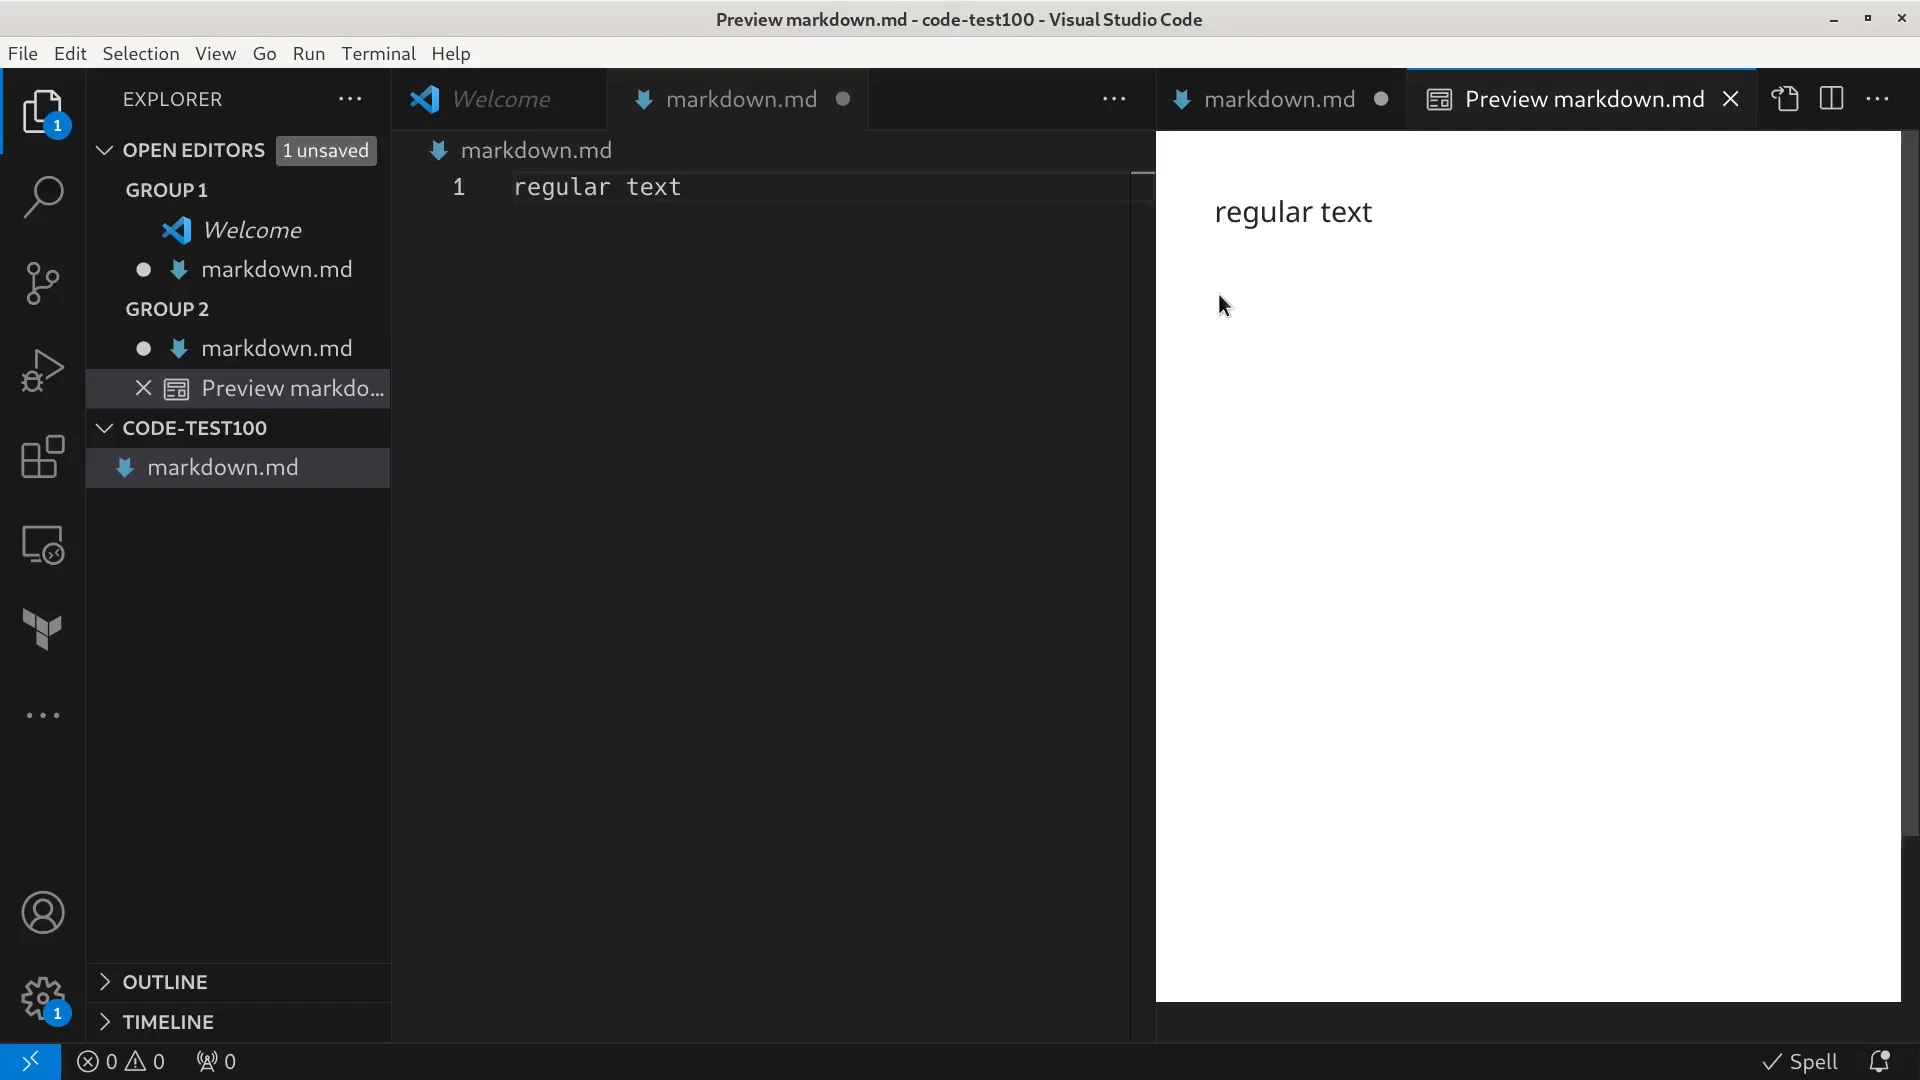 Preview markdown.md - code-test100 - Visual Studio Code
File Edit Selection View Go Run Terminal Help
EXPLORER
Welcome
markdown.md
markdown.md
Preview markdown.md
1
OPEN EDITORS
1 unsaved
GROUP 1
Welcome
markdown.md
GROUP 2
markdown.md
Preview markdo...
CODE-TEST100
markdown.md
markdown.md
1 regular text
regular text
OUTLINE
TIMELINE
1
0 0 0
Spell